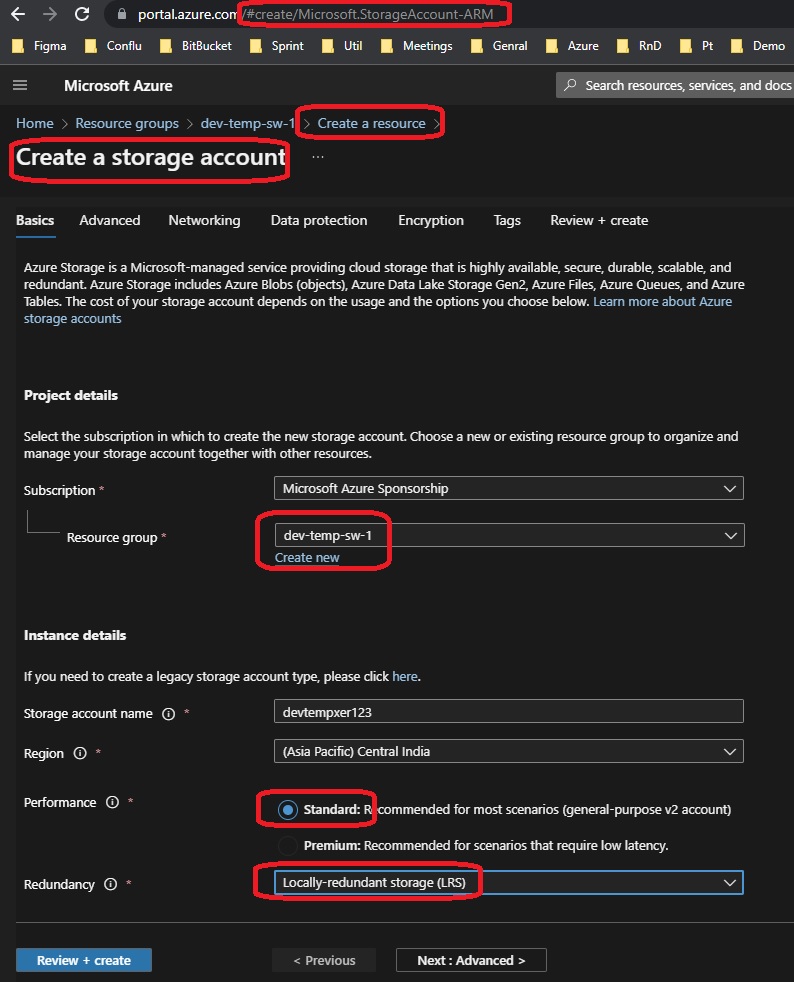 portal.azure.com/#create/Microsoft.StorageAccount-ARM
Figma Conflu BitBucket Sprint Util Meetings Genral Azure RnD Pt Demo
Microsoft Azure
Search resources, services, and docs
Home > Resource groups > dev-temp-sw-1 > Create a resource >
Create a storage account ...
Basics Advanced Networking Data protection Encryption Tags Review + create
Azure Storage is a Microsoft-managed service providing cloud storage that is highly available, secure, durable, scalable, and
redundant. Azure Storage includes Azure Blobs (objects), Azure Data Lake Storage Gen2, Azure Files, Azure Queues, and Azure
Tables. The cost of your storage account depends on the usage and the options you choose below. Learn more about Azure
storage accounts
Project details
Select the subscription in which to create the new storage account. Choose a new or existing resource group to organize and
manage your storage account together with other resources.
Subscription * Microsoft Azure Sponsorship
Resource group * dev-temp-sw-1
Create new
Instance details
If you need to create a legacy storage account type, please click here.
Storage account name * devtempxer123
Region * (Asia Pacific) Central India
Performance * Standard: Recommended for most scenarios (general-purpose v2 account)
Premium: Recommended for scenarios that require low latency.
Redundancy * Locally-redundant storage (LRS)
Review + create < Previous Next : Advanced >